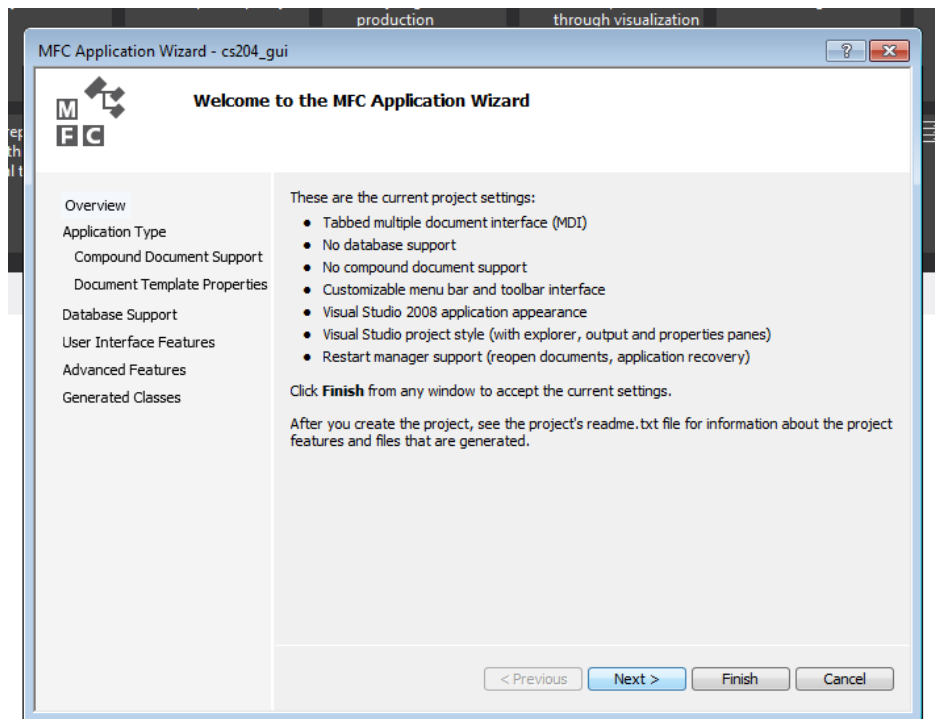 production
through visualization
MFC Application Wizard - cs204_gui
M
FC
Welcome to the MFC Application Wizard
Overview
Application Type
Compound Document Support
Document Template Properties
Database Support
User Interface Features
Advanced Features
Generated Classes
These are the current project settings:
• Tabbed multiple document interface (MDI)
• No database support
• No compound document support
• Customizable menu bar and toolbar interface
• Visual Studio 2008 application appearance
• Visual Studio project style (with explorer, output and properties panes)
• Restart manager support (reopen documents, application recovery)
Click Finish from any window to accept the current settings.
After you create the project, see the project's readme.txt file for information about the project
features and files that are generated.
< Previous
Next >
Finish
Cancel